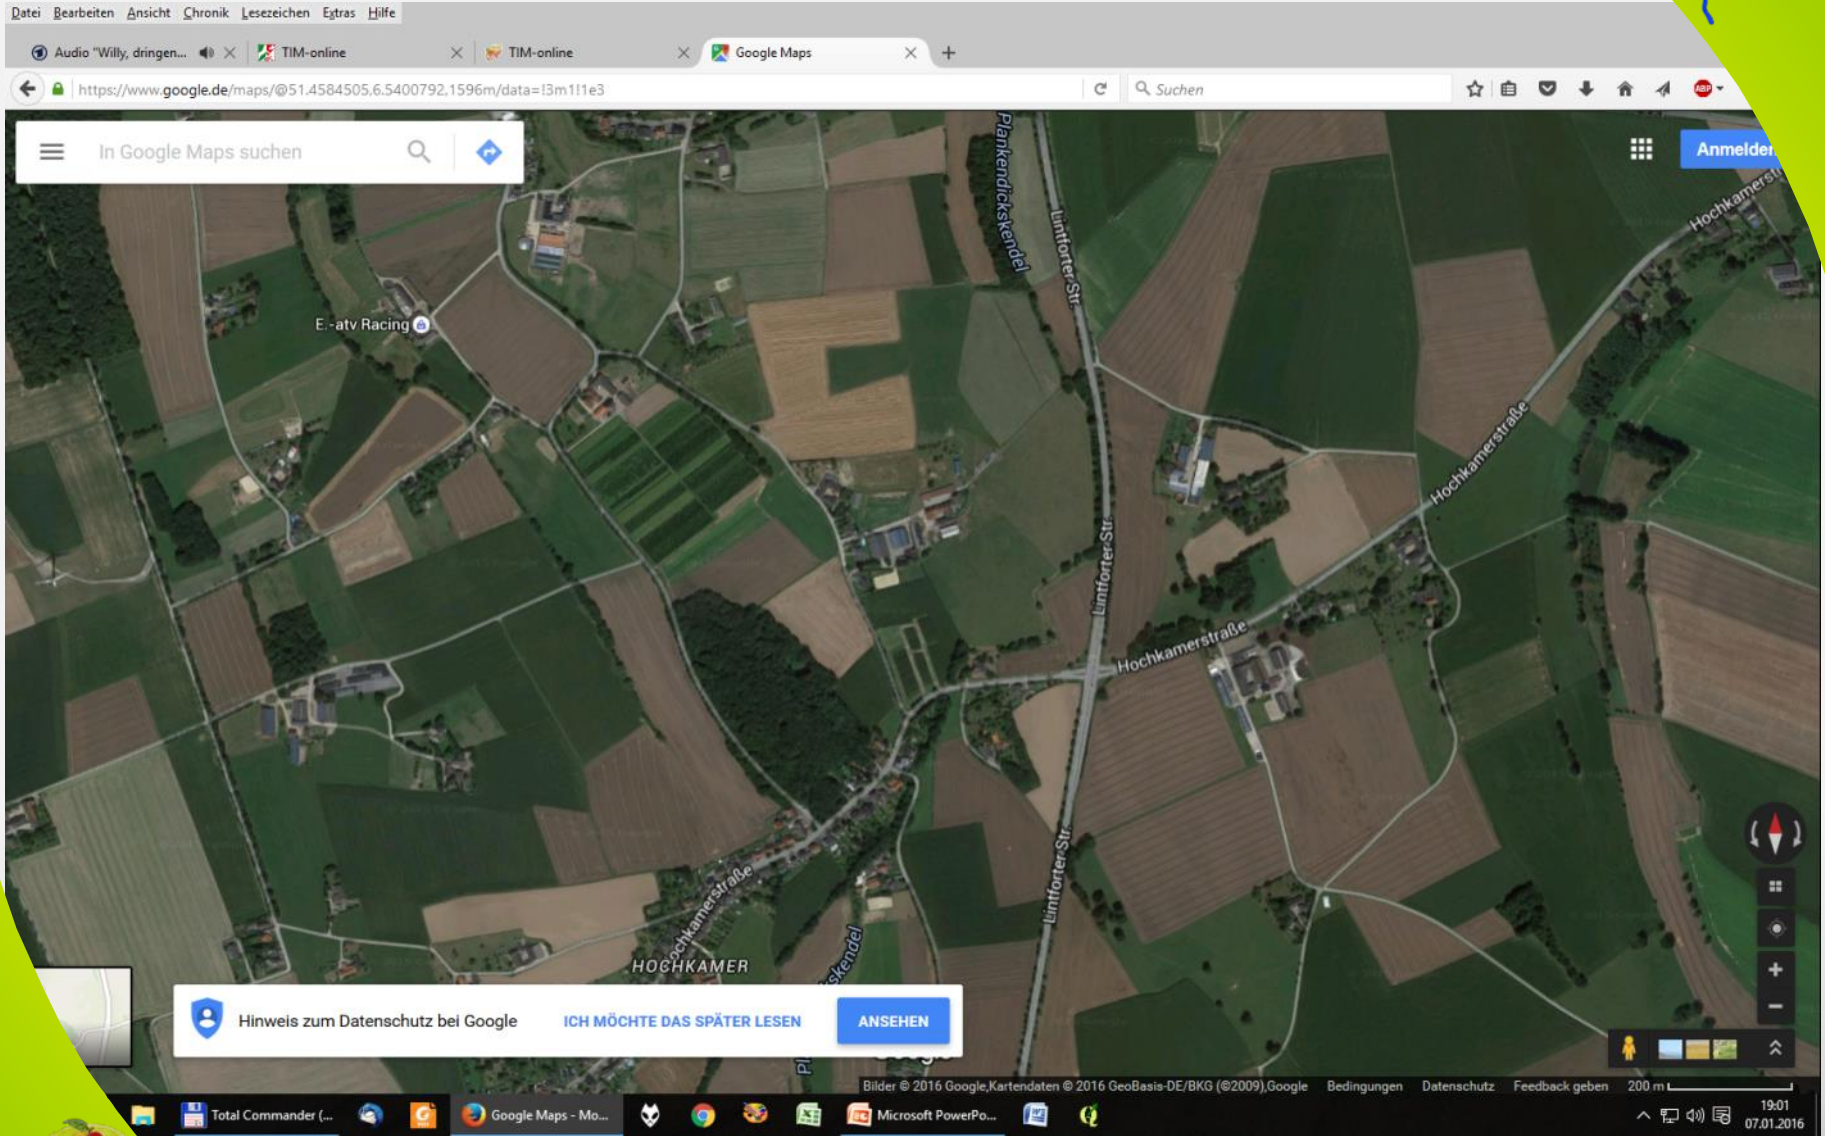 Datei Bearbeiten Ansicht Chronik Lesezeichen Extras Hilfe
Audio "Willy, dringen...
TIM-online
TIM-online
Google Maps
https://www.google.de/maps/@51.4584505,6.5400792,1596m/data=!3m1!1e3
Suchen
ABP
In Google Maps suchen
Anmelden
Plankendickskendel
Lintforter Str.
Hochkamerstr
E.-atv Racing
Hochkamerstraße
Lintforter Str.
Hochkamerstraße
Lintforter Str.
Hochkamerstraße
HOCHKAMER
skendel
Pl
Hinweis zum Datenschutz bei Google
ICH MÖCHTE DAS SPÄTER LESEN
ANSEHEN
Google
Bilder © 2016 Google,Kartendaten © 2016 GeoBasis-DE/BKG (©2009),Google Bedingungen Datenschutz Feedback geben 200 m
Total Commander (...
Google Maps - Mo...
Microsoft PowerPo...
19:01
07.01.2016